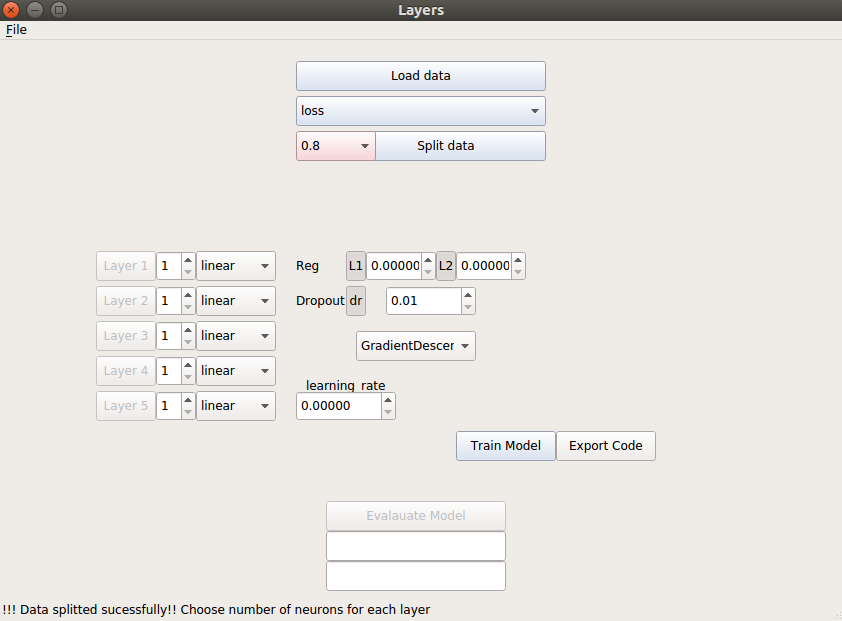 Layers
File
Load data
loss
0.8 Split data
Layer 1 1 linear Reg L1 0.00000 L2 0.00000
Layer 2 1 linear Dropout dr 0.01
Layer 3 1 linear
GradientDescer
Layer 4 1 linear
learning_rate
Layer 5 1 linear 0.00000
Train Model Export Code
Evalauate Model
!!! Data splitted sucessfully!! Choose number of neurons for each layer